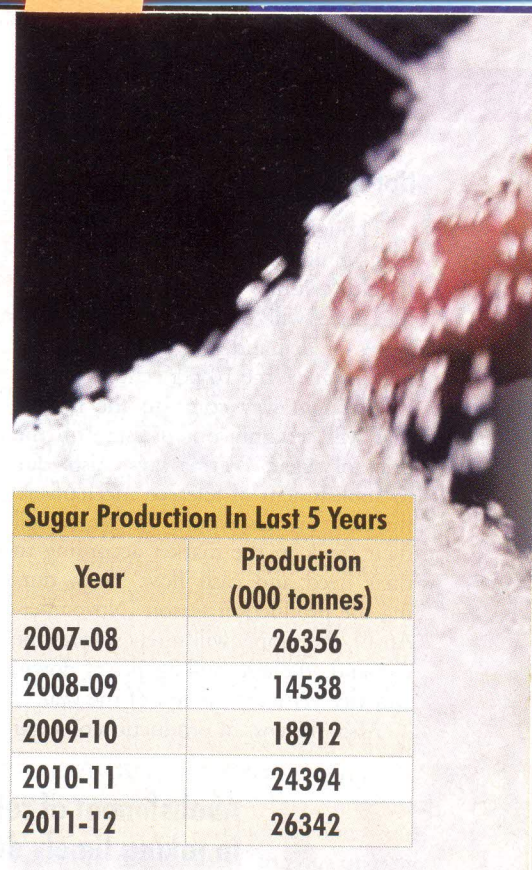 Sugar Production In Last 5 Years
Year Production
(000 tonnes)
2007-08 26356
2008-09 14538
2009-10 18912
2010-11 24394
2011-12 26342